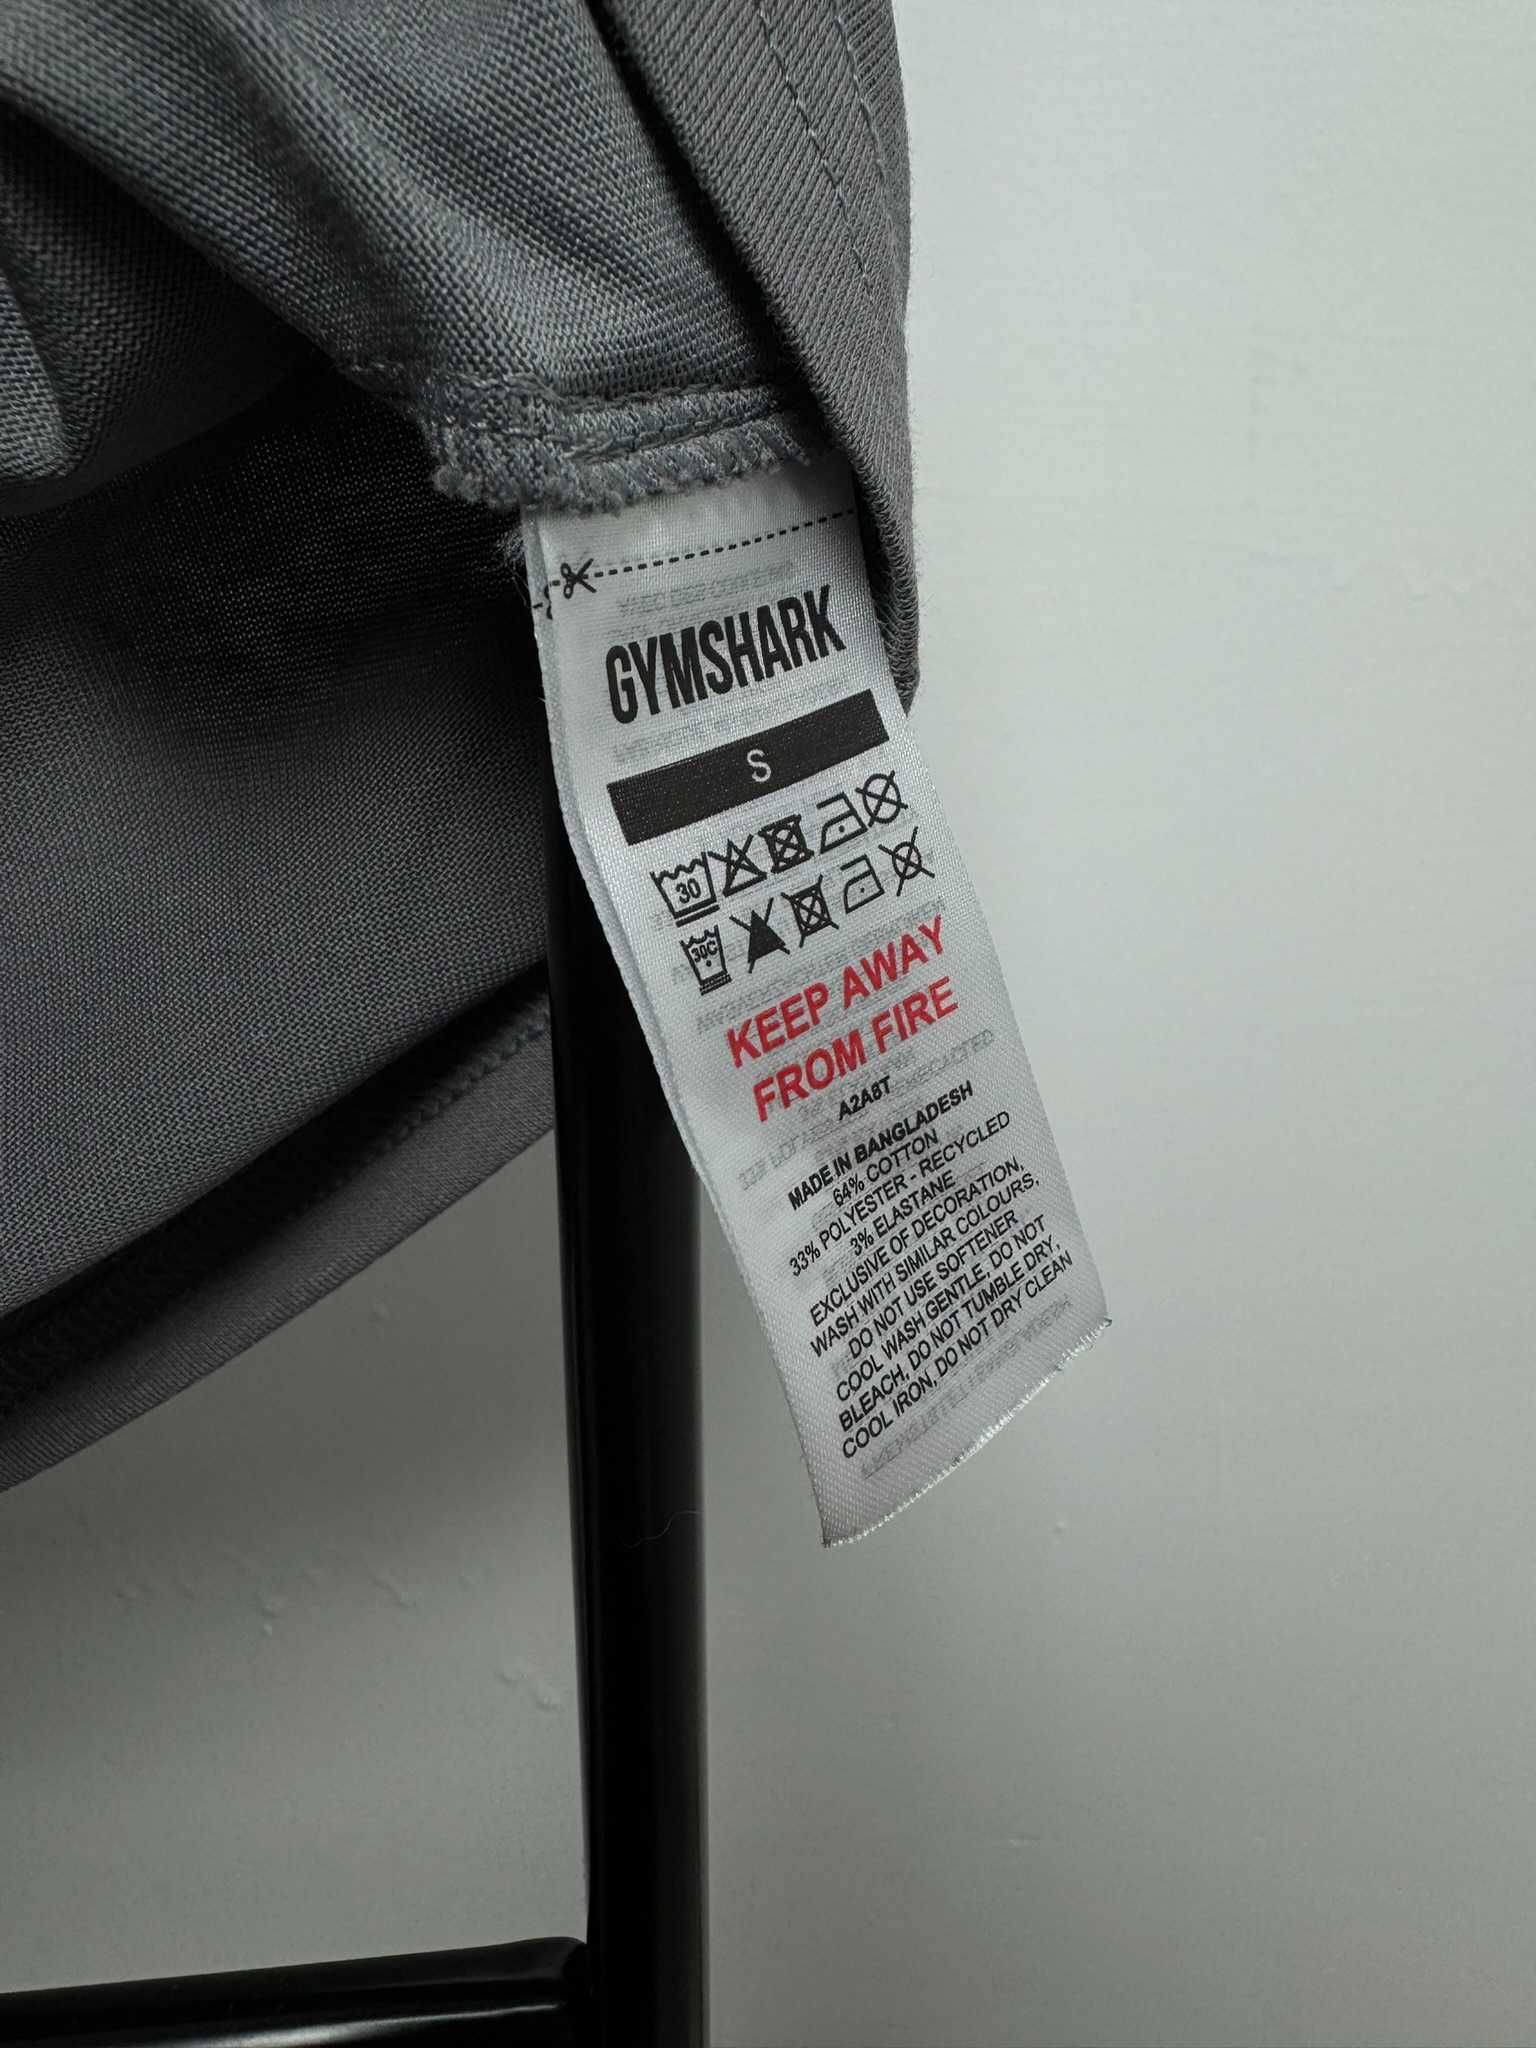 GYMSHARK
S
30
30C
KEEP AWAY
FROM FIRE
A2A8T
MADE IN BANGLADESH
64% COTTON
33% POLYESTER - RECYCLED
3% ELASTANE
EXCLUSIVE OF DECORATION,
WASH WITH SIMILAR COLOURS,
DO NOT USE SOFTENER
COOL WASH GENTLE, DO NOT
BLEACH, DO NOT TUMBLE DRY,
COOL IRON, DO NOT DRY CLEAN